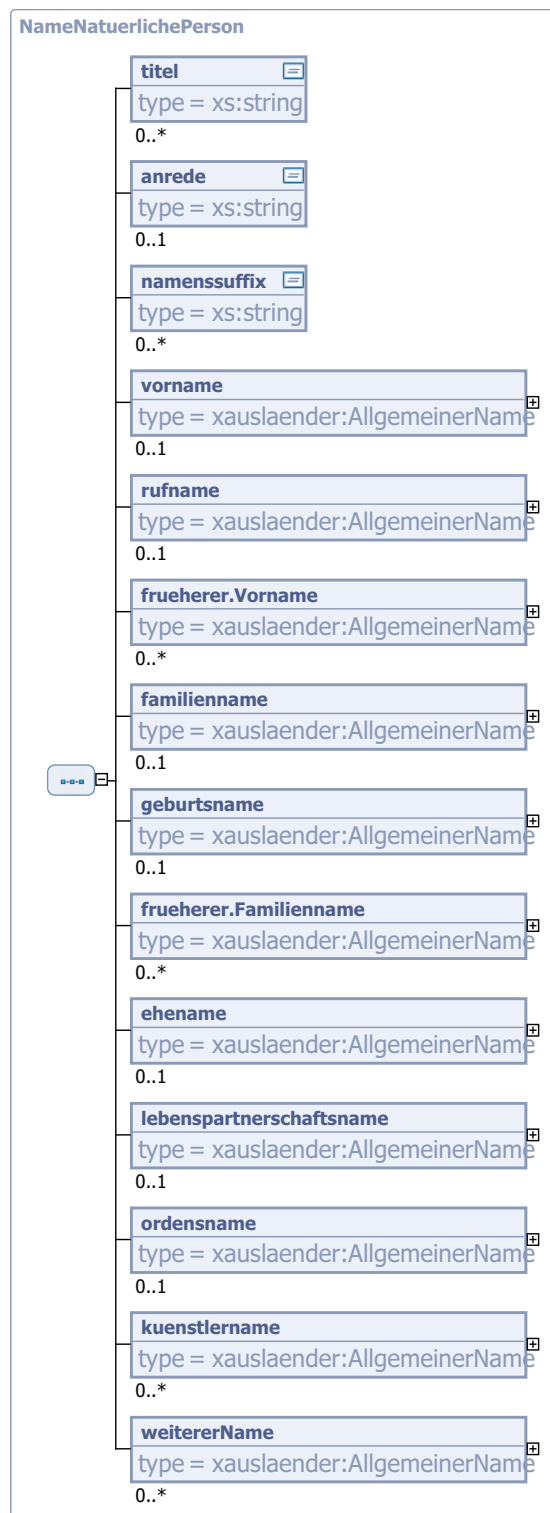 NameNatuerlichePerson
titel
type = xs:string
0..*
anrede
type = xs:string
0..1
namenssuffix
type = xs:string
0..*
vorname
type = xauslaender:AllgemeinerName
0..1
rufname
type = xauslaender:AllgemeinerName
0..1
frueherer.Vorname
type = xauslaender:AllgemeinerName
0..*
familienname
type = xauslaender:AllgemeinerName
0..1
geburtsname
type = xauslaender:AllgemeinerName
0..1
frueherer.Familienname
type = xauslaender:AllgemeinerName
0..*
ehename
type = xauslaender:AllgemeinerName
0..1
lebenspartnerschaftsname
type = xauslaender:AllgemeinerName
0..1
ordensname
type = xauslaender:AllgemeinerName
0..1
kuenstlername
type = xauslaender:AllgemeinerName
0..*
weitererName
type = xauslaender:AllgemeinerName
0..*